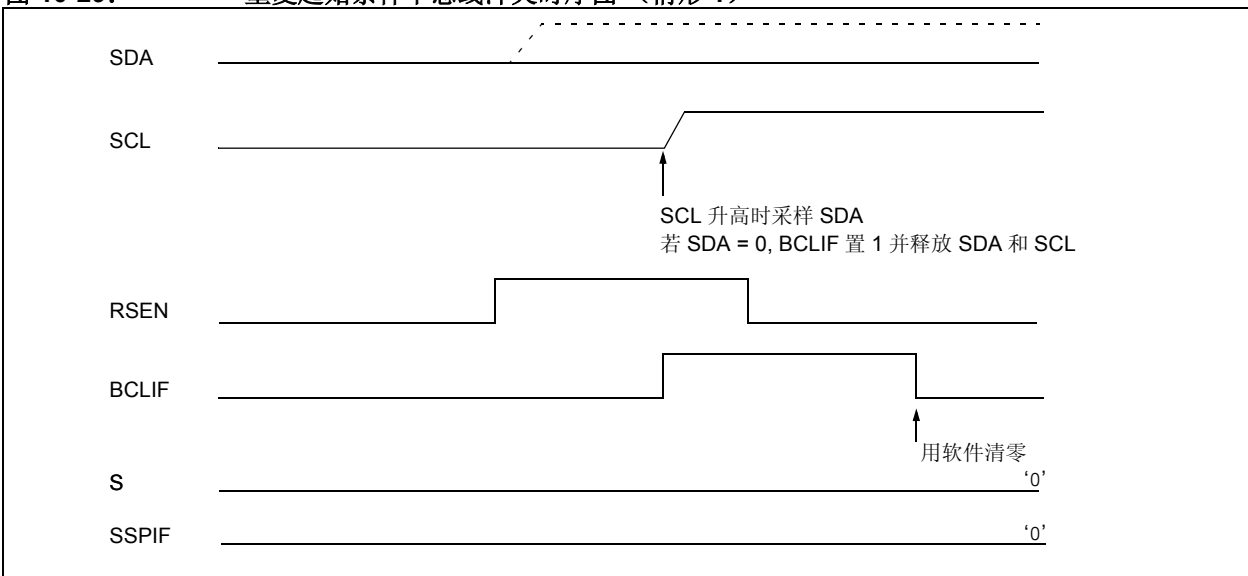 SDA
SCL
SCL 升高时采样 SDA
若 SDA = 0, BCLIF 置 1 并释放 SDA 和 SCL
RSEN
BCLIF
用软件清零
S
‘0’
SSPIF
‘0’